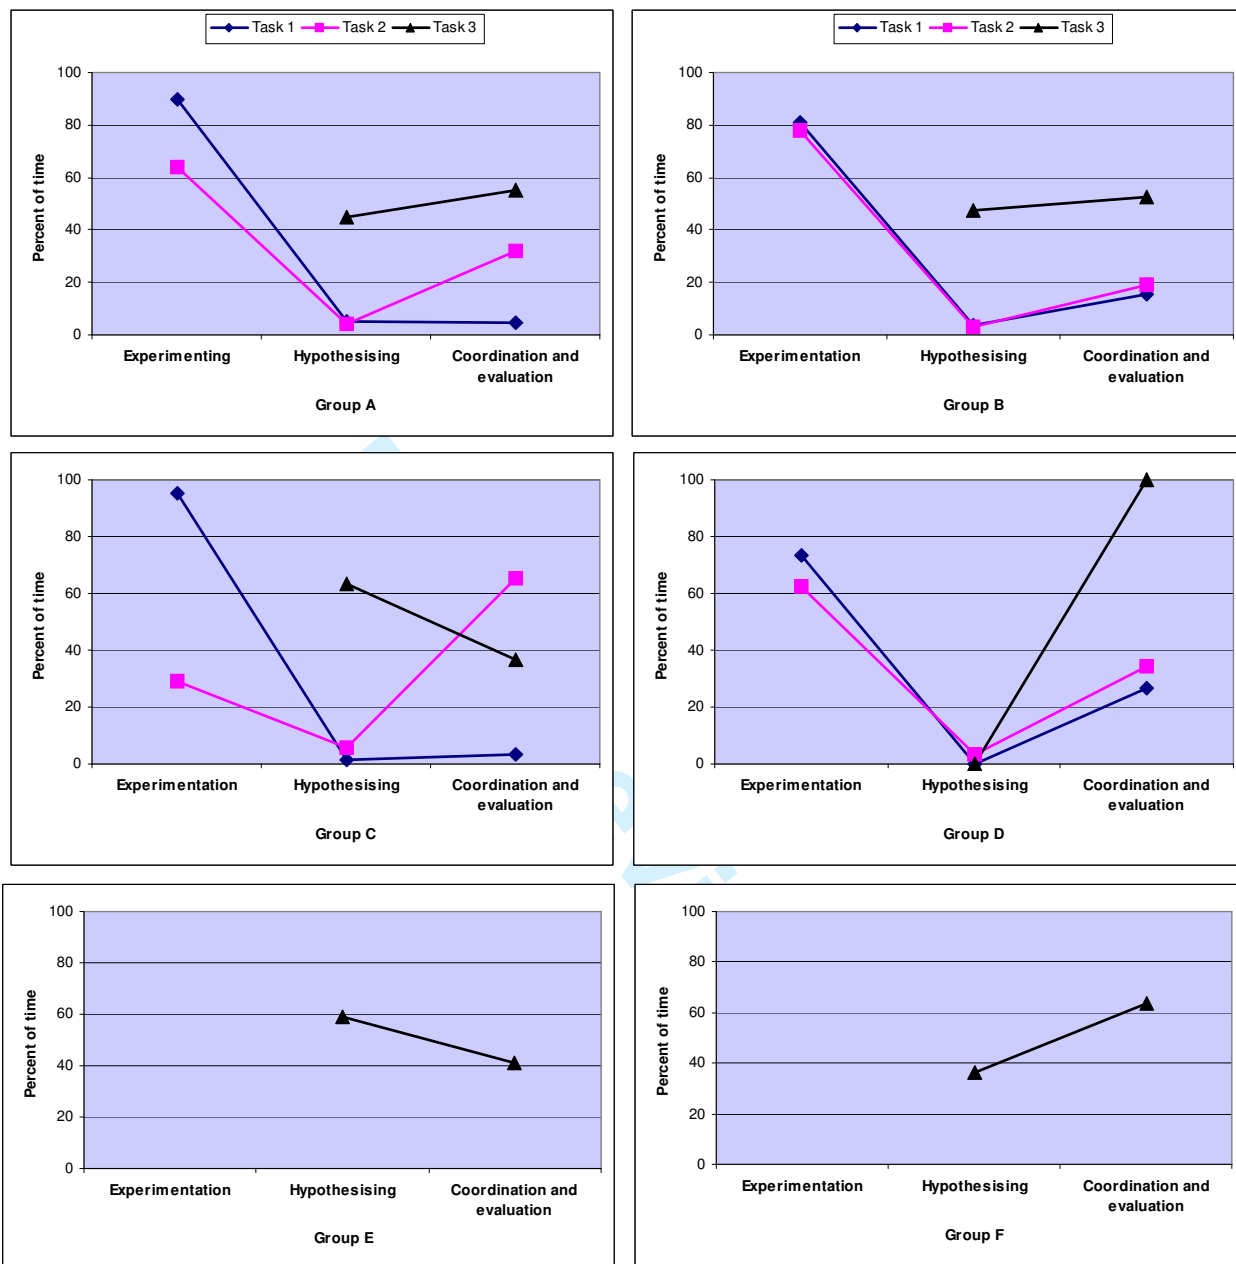 Task 1 Task 2 Task 3
Percent of time
100
80
60
40
20
0
Experimenting Hypothesising Coordination and
evaluation
Group A
Task 1 Task 2 Task 3
Percent of time
100
80
60
40
20
0
Experimentation Hypothesising Coordination and
evaluation
Group B
Percent of time
100
80
60
40
20
0
Experimentation Hypothesising Coordination and
evaluation
Group C
Percent of time
100
80
60
40
20
0
Experimentation Hypothesising Coordination and
evaluation
Group D
Percent of time
100
80
60
40
20
0
Experimentation Hypothesising Coordination and
evaluation
Group E
Percent of time
100
80
60
40
20
0
Experimentation Hypothesising Coordination and
evaluation
Group F